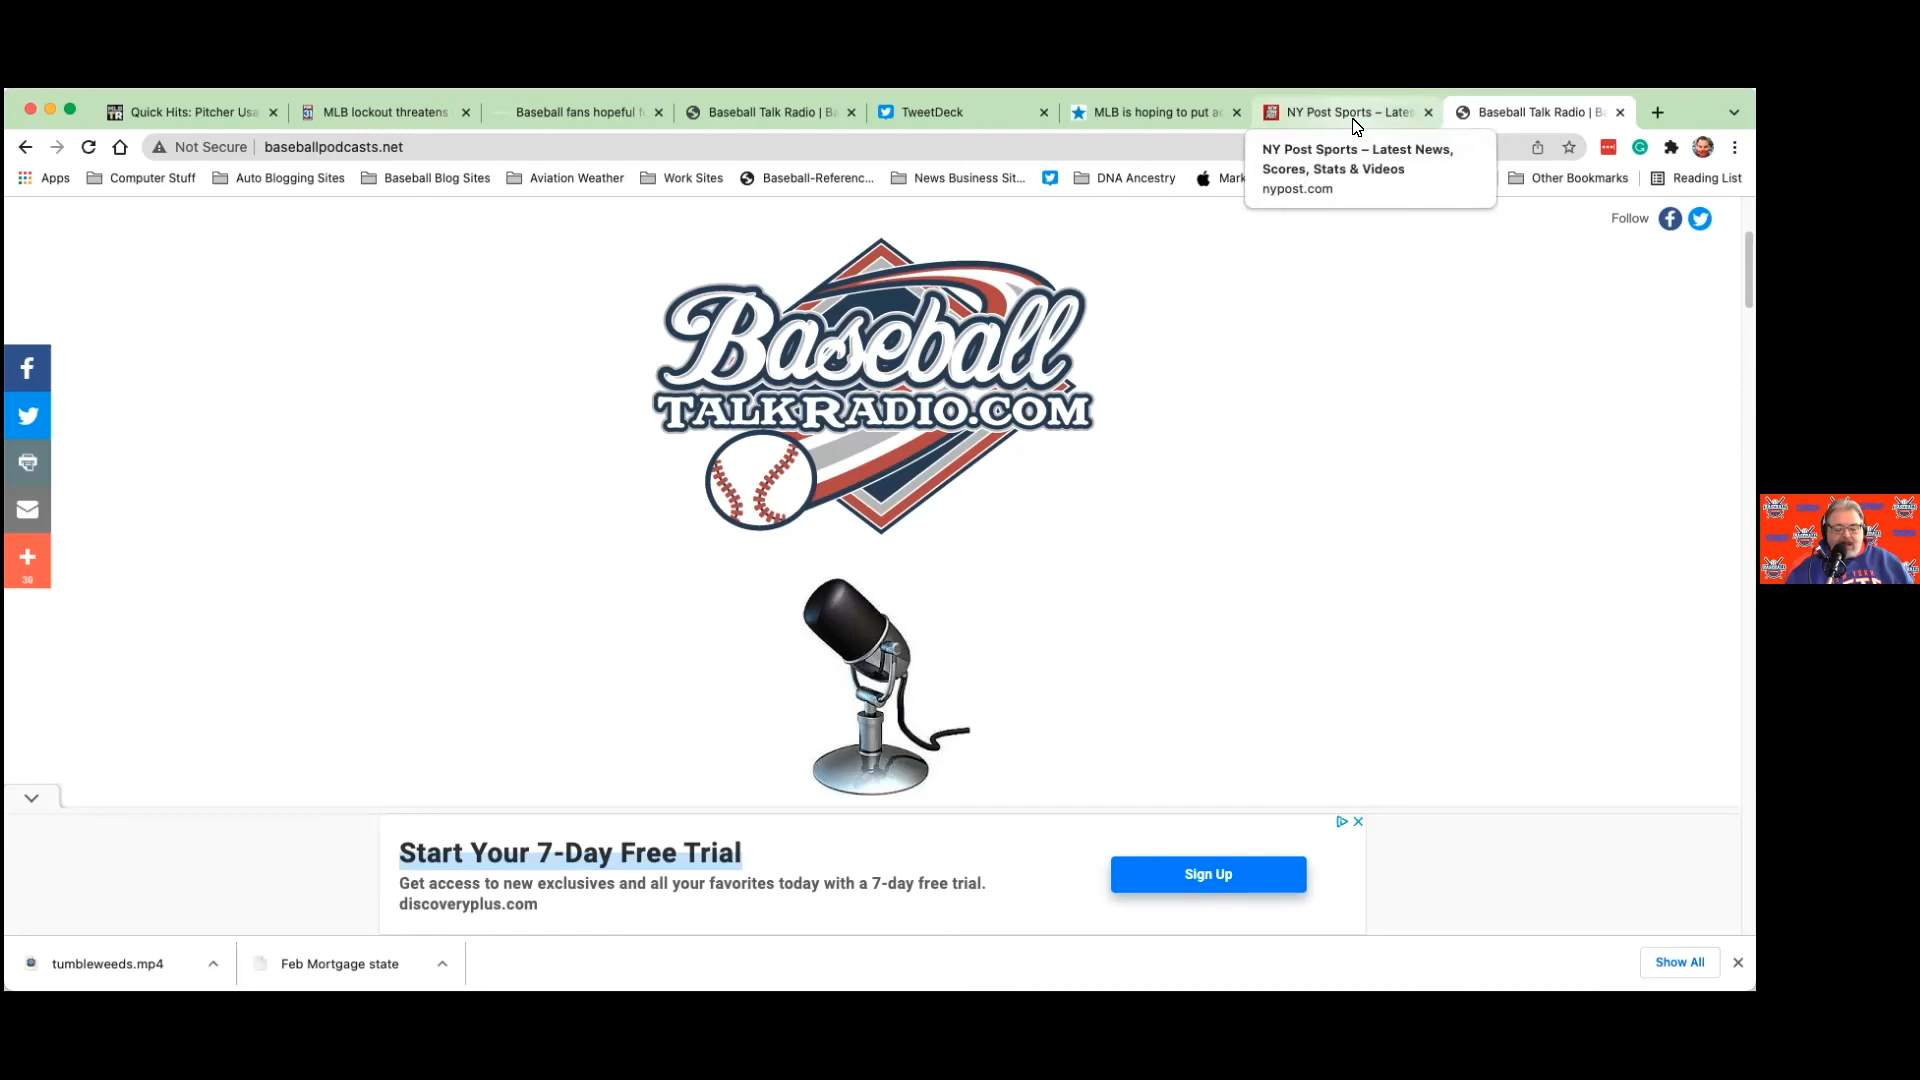 Quick Hits: Pitcher Usa
MLB lockout threatens
Baseball fans hopeful f
Baseball Talk Radio | Ba
TweetDeck
MLB is hoping to put a
NY Post Sports – Lates
Baseball Talk Radio | Ba
Not Secure
baseballpodcasts.net
NY Post Sports – Latest News,
Scores, Stats & Videos
nypost.com
Apps
Computer Stuff
Auto Blogging Sites
Baseball Blog Sites
Aviation Weather
Work Sites
Baseball-Referenc...
News Business Sit...
DNA Ancestry
Mark
Other Bookmarks
Reading List
Follow
Baseball
TALKRADIO.COM
39
Start Your 7-Day Free Trial
Get access to new exclusives and all your favorites today with a 7-day free trial.
discoveryplus.com
Sign Up
tumbleweeds.mp4
Feb Mortgage state
Show All